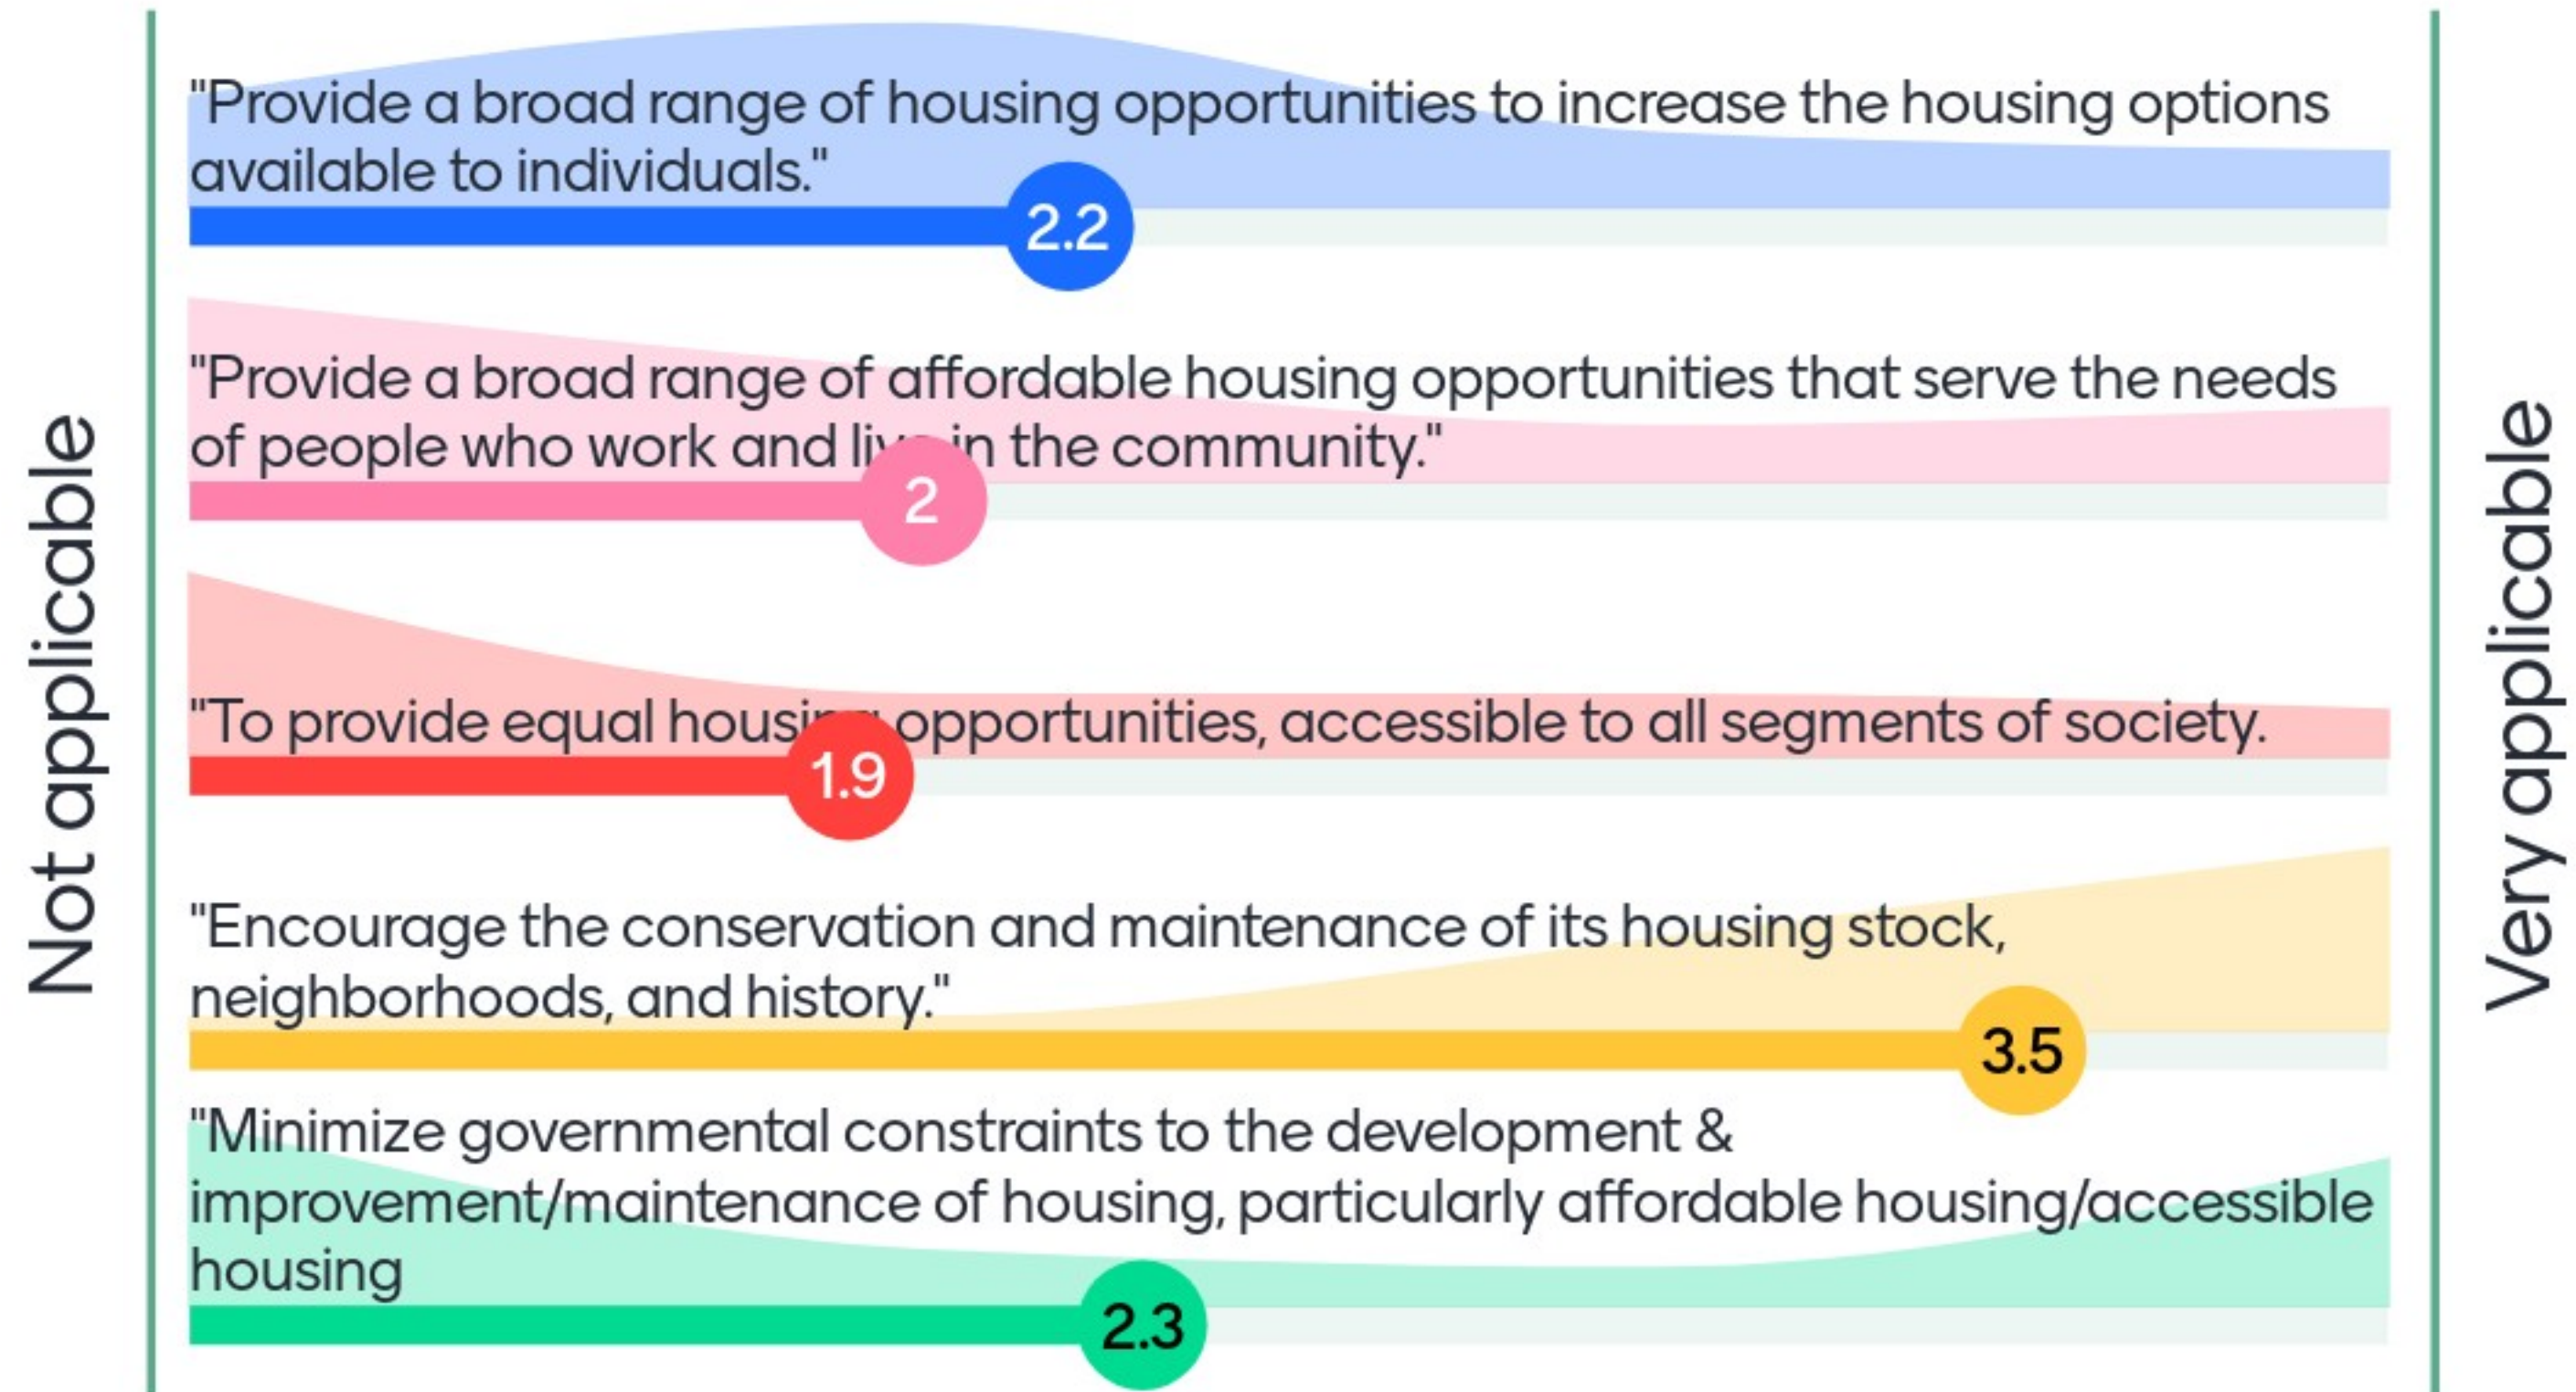 Not applicable
"Provide a broad range of housing opportunities to increase the housing options
available to individuals."
2.2
"Provide a broad range of affordable housing opportunities that serve the needs
of people who work and live in the community."
2
"To provide equal housing opportunities, accessible to all segments of society.
1.9
"Encourage the conservation and maintenance of its housing stock,
neighborhoods, and history."
3.5
"Minimize governmental constraints to the development &
improvement/maintenance of housing, particularly affordable housing/accessible
housing
2.3
Very applicable